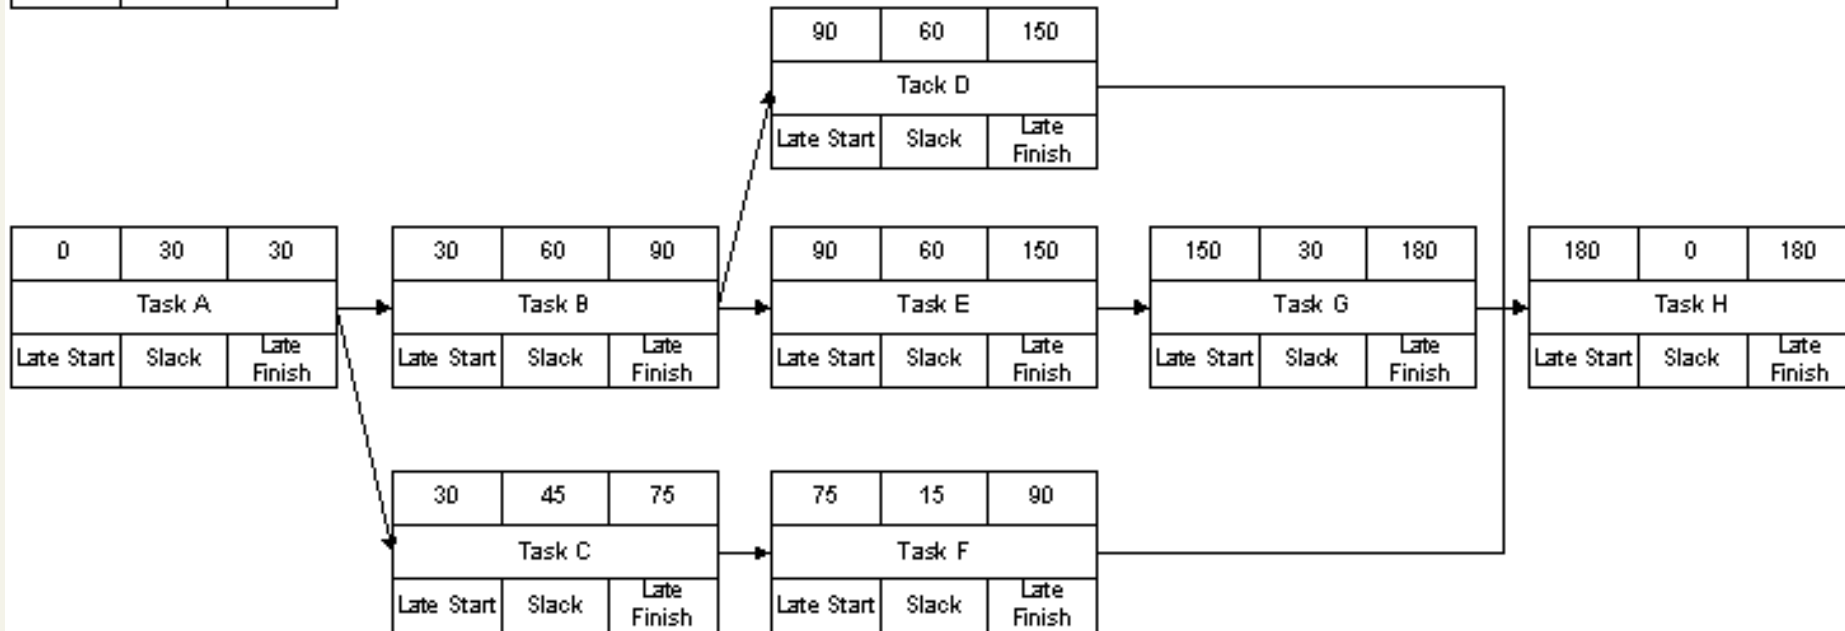 90 60 150
Tack D
Late Start Slack Late Finish
0 30 30
Task A
Late Start Slack Late Finish
30 60 90
Task B
Late Start Slack Late Finish
90 60 150
Task E
Late Start Slack Late Finish
150 30 180
Task G
Late Start Slack Late Finish
180 0 180
Task H
Late Start Slack Late Finish
30 45 75
Task C
Late Start Slack Late Finish
75 15 90
Task F
Late Start Slack Late Finish